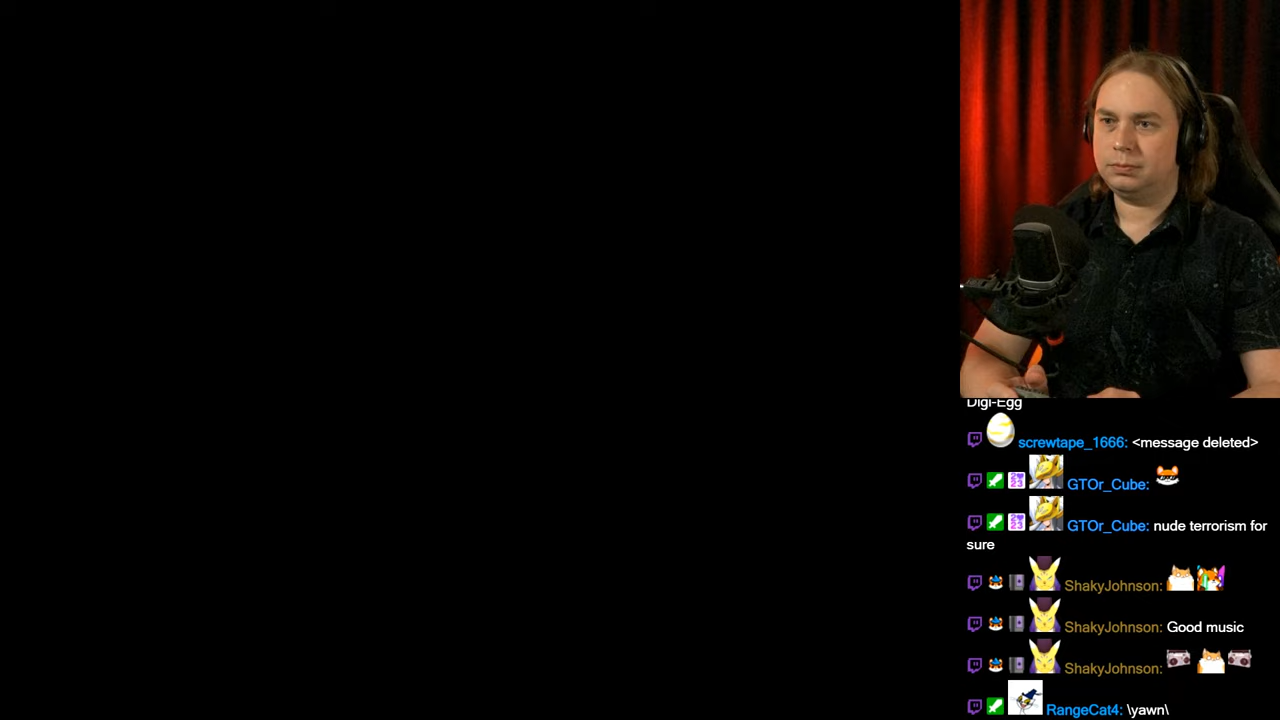 Digi-Egg
screwtape_1666: <message deleted>
GTOr_Cube:
GTOr_Cube: nude terrorism for
sure
ShakyJohnson:
ShakyJohnson: Good music
ShakyJohnson:
RangeCat4: \yawn\